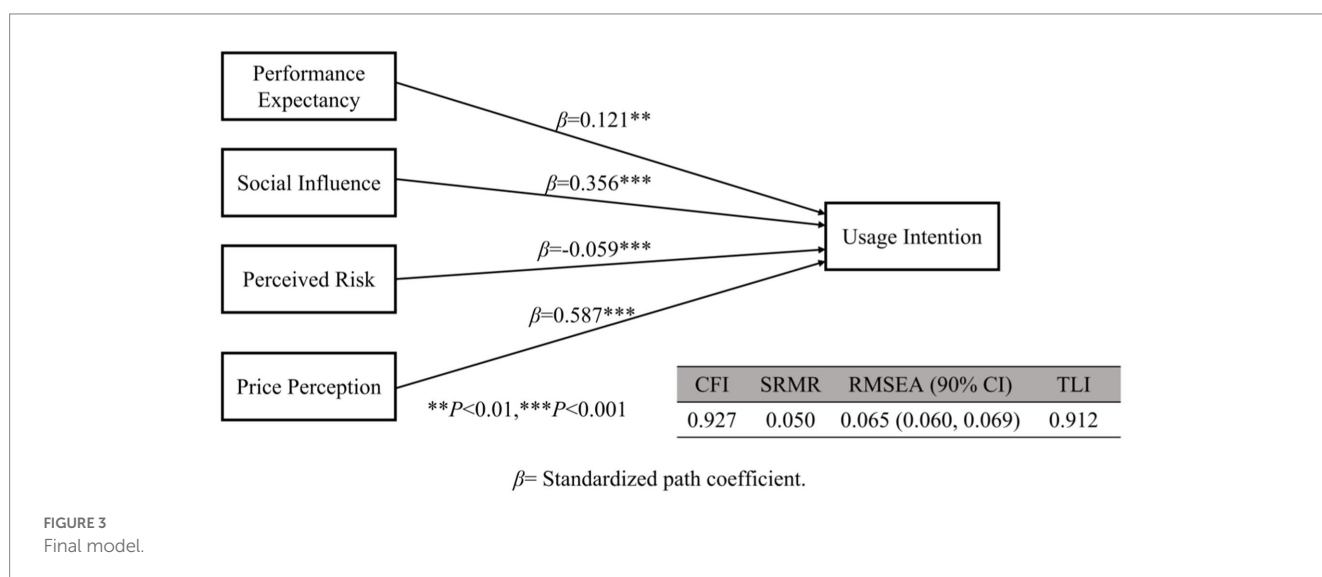 Performance
Expectancy
β=0.121**
Social Influence
β=0.356***
Usage Intention
β=-0.059***
Perceived Risk
β=0.587***
Price Perception
**P<0.01,***P<0.001
CFI SRMR RMSEA (90% CI) TLI
0.927 0.050 0.065 (0.060, 0.069) 0.912
β= Standardized path coefficient.
FIGURE 3
Final model.